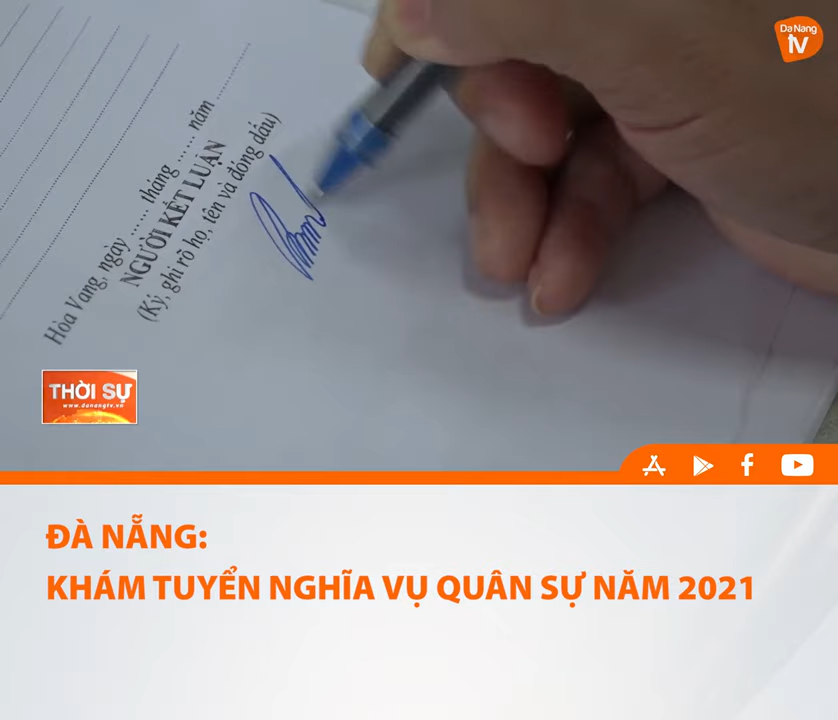 Da Nang
tv
Hòa Vang, ngày ...... tháng ...... năm
NGƯỜI KẾT LUẬN
(Ký, ghi rõ họ, tên và đóng dấu)
THỜI SỰ
www.danangtv.vn
ĐÀ NẴNG:
KHÁM TUYỂN NGHĨA VỤ QUÂN SỰ NĂM 2021